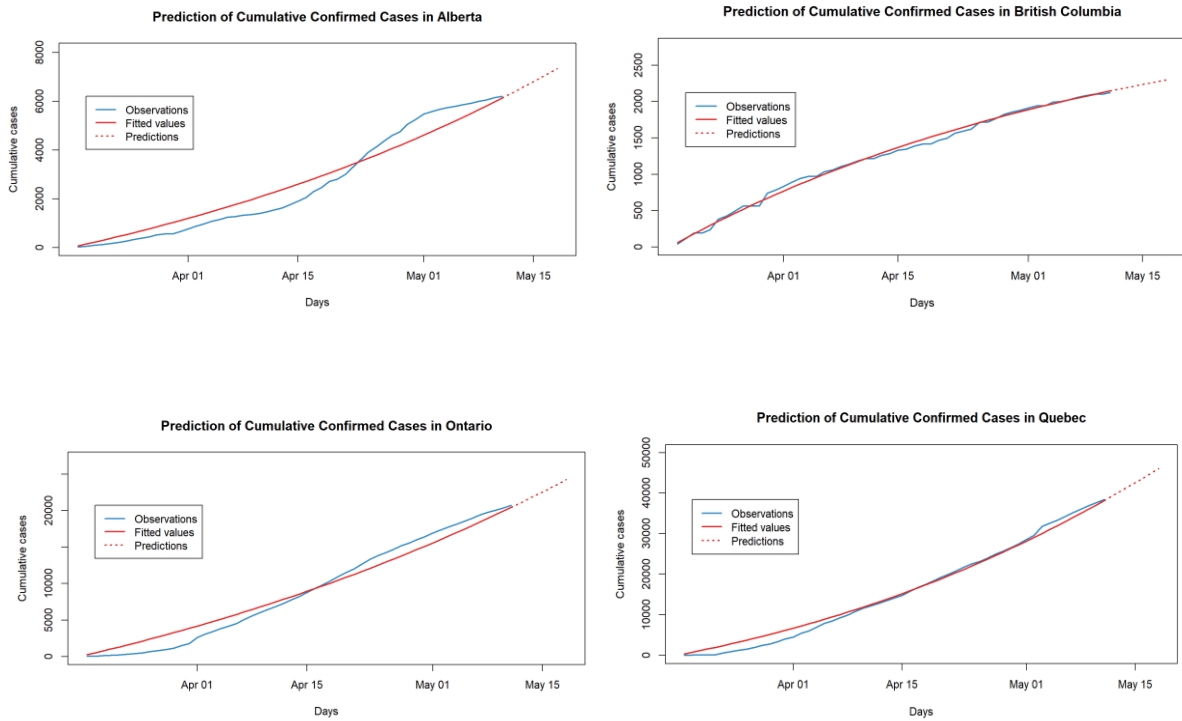 Prediction of Cumulative Confirmed Cases in Alberta
Cumulative cases
8000
6000
4000
2000
0
Observations
Fitted values
Predictions
Apr 01
Apr 15
May 01
May 15
Days
Prediction of Cumulative Confirmed Cases in British Columbia
Cumulative cases
2500
2000
1500
1000
500
0
Observations
Fitted values
Predictions
Apr 01
Apr 15
May 01
May 15
Days
Prediction of Cumulative Confirmed Cases in Ontario
Cumulative cases
20000
15000
10000
5000
0
Observations
Fitted values
Predictions
Apr 01
Apr 15
May 01
May 15
Days
Prediction of Cumulative Confirmed Cases in Quebec
Cumulative cases
50000
40000
30000
20000
10000
0
Observations
Fitted values
Predictions
Apr 01
Apr 15
May 01
May 15
Days